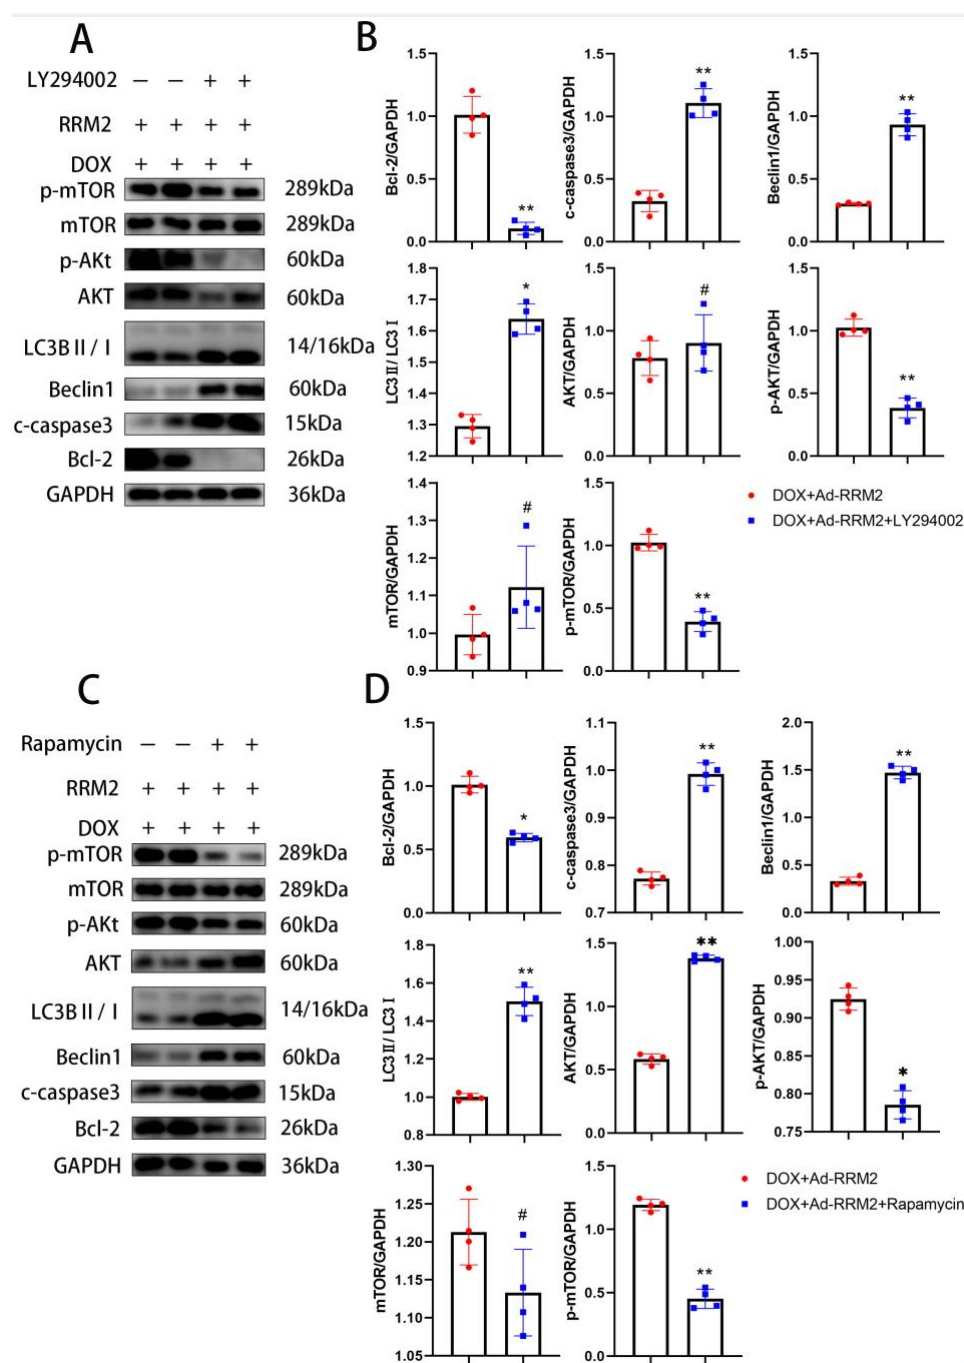 A
LY294002 — — + +
RRM2 + + + +
DOX + + + +
p-mTOR 289kDa
mTOR 289kDa
p-AKt 60kDa
AKT 60kDa
LC3B II / I 14/16kDa
Beclin1 60kDa
c-caspase3 15kDa
Bcl-2 26kDa
GAPDH 36kDa
B
Bcl-2/GAPDH
1.5
1.0
0.5
0.0
**
c-caspase3/GAPDH
1.5
1.0
0.5
0.0
**
Beclin1/GAPDH
1.5
1.0
0.5
0.0
**
LC3Ⅱ/ LC3Ⅰ
1.8
1.7
1.6
1.4
1.3
1.2
*
AKT/GAPDH
1.5
1.0
0.5
0.0
#
p-AKT/GAPDH
1.5
1.0
0.5
0.0
**
mTOR/GAPDH
1.4
1.3
1.2
1.1
1.0
0.9
#
p-mTOR/GAPDH
1.5
1.0
0.5
0.0
**
DOX+Ad-RRM2
DOX+Ad-RRM2+LY294002
C
Rapamycin — — + +
RRM2 + + + +
DOX + + + +
p-mTOR 289kDa
mTOR 289kDa
p-AKt 60kDa
AKT 60kDa
LC3B II / I 14/16kDa
Beclin1 60kDa
c-caspase3 15kDa
Bcl-2 26kDa
GAPDH 36kDa
D
Bcl-2/GAPDH
1.5
1.0
0.5
0.0
*
c-caspase3/GAPDH
1.1
1.0
0.9
0.8
0.7
**
Beclin1/GAPDH
2.0
1.5
1.0
0.5
0.0
**
LC3Ⅱ/ LC3Ⅰ
1.8
1.6
1.4
1.2
1.0
0.8
**
AKT/GAPDH
1.5
1.0
0.5
0.0
**
p-AKT/GAPDH
1.00
0.95
0.90
0.85
0.80
0.75
*
mTOR/GAPDH
1.30
1.25
1.20
1.15
1.10
1.05
#
p-mTOR/GAPDH
1.5
1.0
0.5
0.0
**
DOX+Ad-RRM2
DOX+Ad-RRM2+Rapamycin